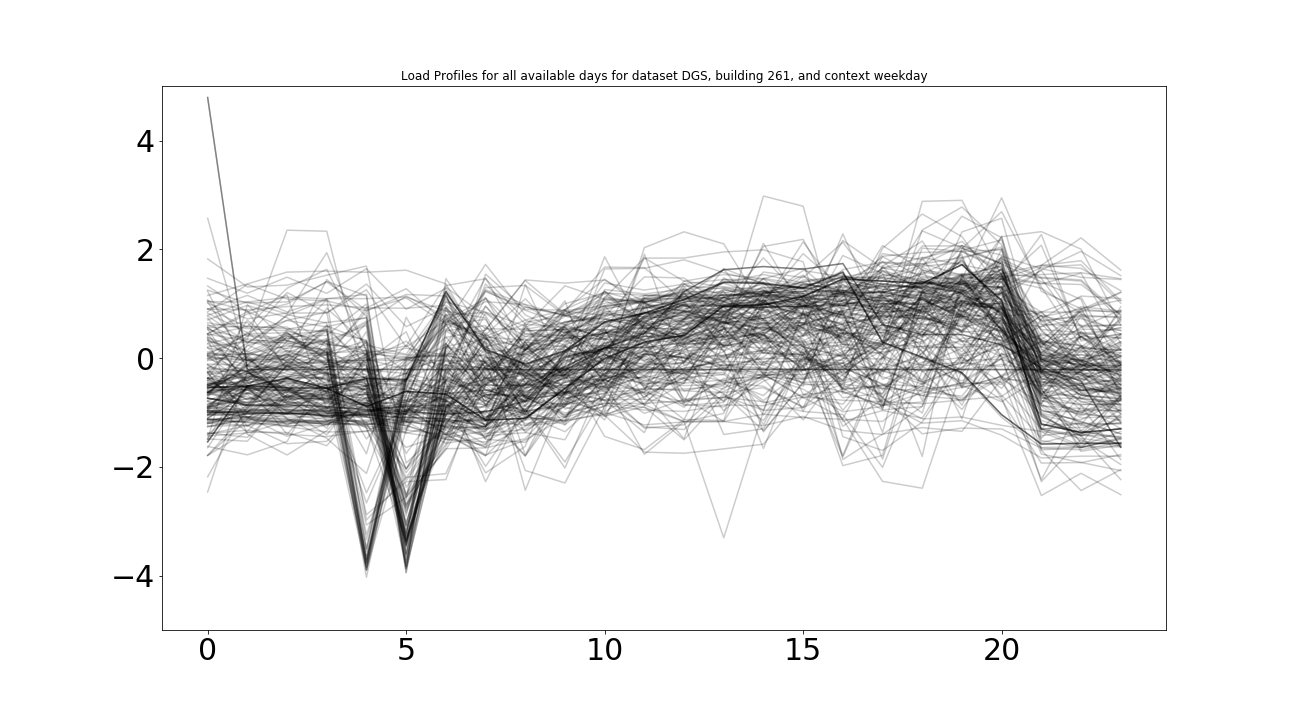 Load Profiles for all available days for dataset DGS, building 261, and context weekday
4
2
0
−2
−4
0 5 10 15 20